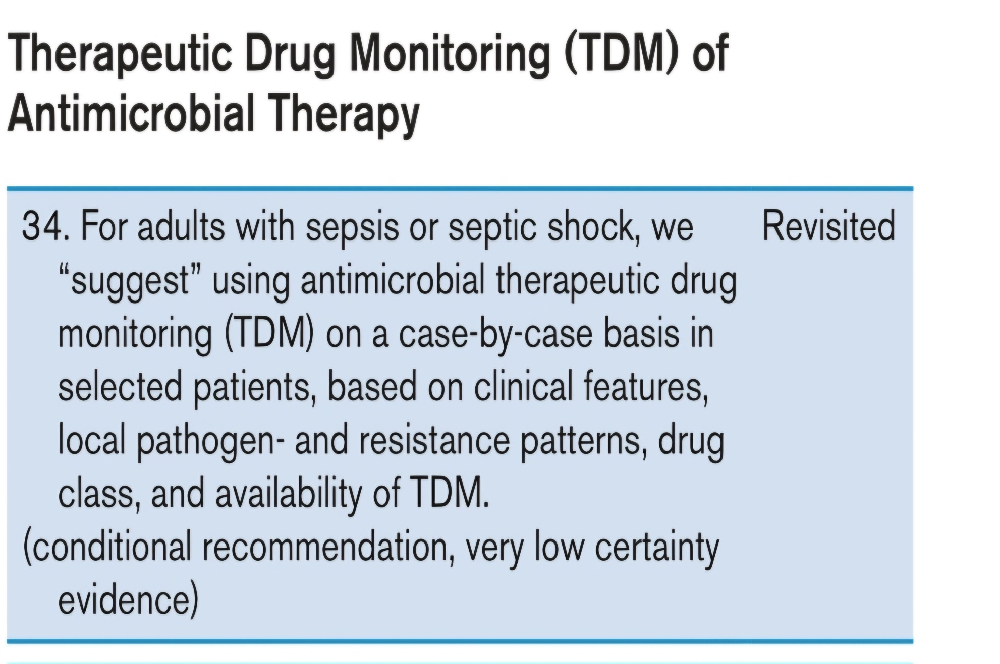 Therapeutic Drug Monitoring (TDM) of
Antimicrobial Therapy
34. For adults with sepsis or septic shock, we Revisited
“suggest” using antimicrobial therapeutic drug
monitoring (TDM) on a case-by-case basis in
selected patients, based on clinical features,
local pathogen- and resistance patterns, drug
class, and availability of TDM.
(conditional recommendation, very low certainty
evidence)